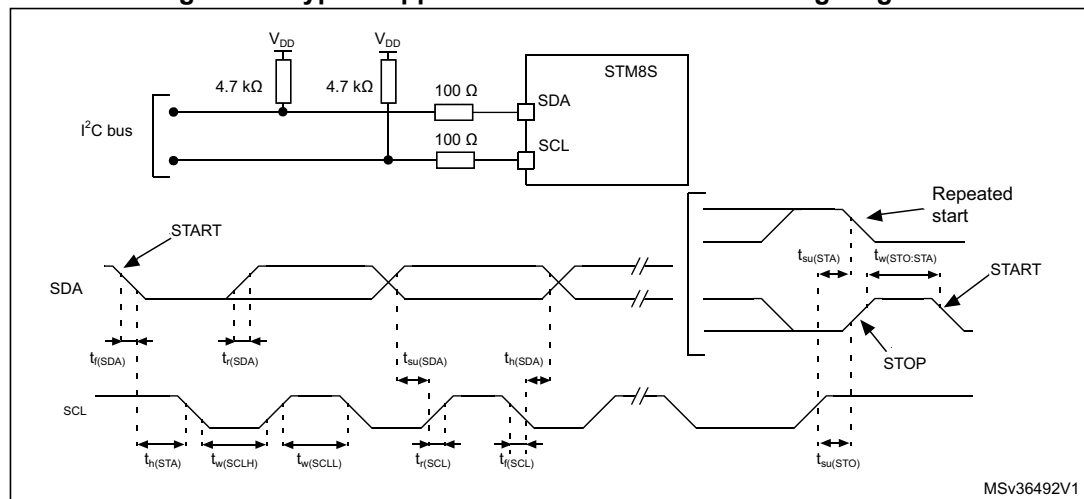 V_DD V_DD
STM8S
4.7 kΩ 4.7 kΩ 100 Ω
SDA
I²C bus
100 Ω
SCL
Repeated
start
START
t_su(STA) t_w(STO:STA)
START
SDA
t_f(SDA) t_r(SDA) t_su(SDA) t_h(SDA)
STOP
SCL
t_h(STA) t_w(SCLH) t_w(SCLL) t_r(SCL) t_f(SCL) t_su(STO)
MSv36492V1